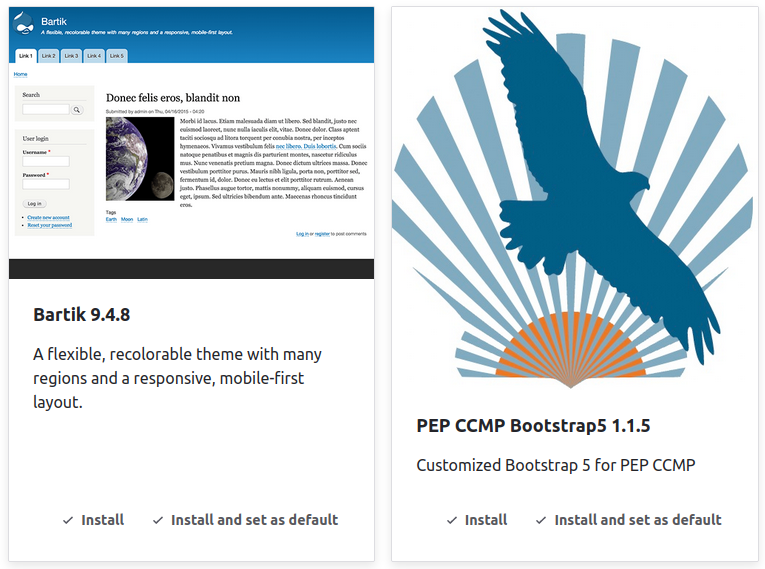 Bartik
A flexible, recolorable theme with many regions and a responsive, mobile-first layout.
Link 1 Link 2 Link 3 Link 4 Link 5
Home
Search
User login
Username *
Password *
Log in
Create new account
Reset your password
Donec felis eros, blandit non
Submitted by admin on Thu, 04/16/2015 - 04:20
Morbi id lacus. Etiam malesuada diam ut libero. Sed blandit, justo nec
euismod laoreet, nunc nulla iaculis elit, vitae. Donec dolor. Class aptent
taciti sociosqu ad litora torquent per conubia nostra, per inceptos
hymenaeos. Vivamus vestibulum felis nec libero. Duis lobortis. Cum sociis
natoque penatibus et magnis dis parturient montes, nascetur ridiculus
mus. Nunc venenatis pretium magna. Donec dictum ultrices massa. Donec
vestibulum porttitor purus. Mauris nibh ligula, porta non, porttitor sed,
fermentum id, dolor. Donec eu lectus et elit porttitor rutrum. Aenean
justo. Phasellus augue tortor, mattis nonummy, aliquam euismod, cursus
eget, ipsum. Sed ultricies bibendum ante. Maecenas rhoncus tincidunt
eros.
Tags
Earth Moon Latin
Log in or register to post comments
Bartik 9.4.8
A flexible, recolorable theme with many
regions and a responsive, mobile-first
layout.
Install Install and set as default
PEP CCMP Bootstrap5 1.1.5
Customized Bootstrap 5 for PEP CCMP
Install Install and set as default